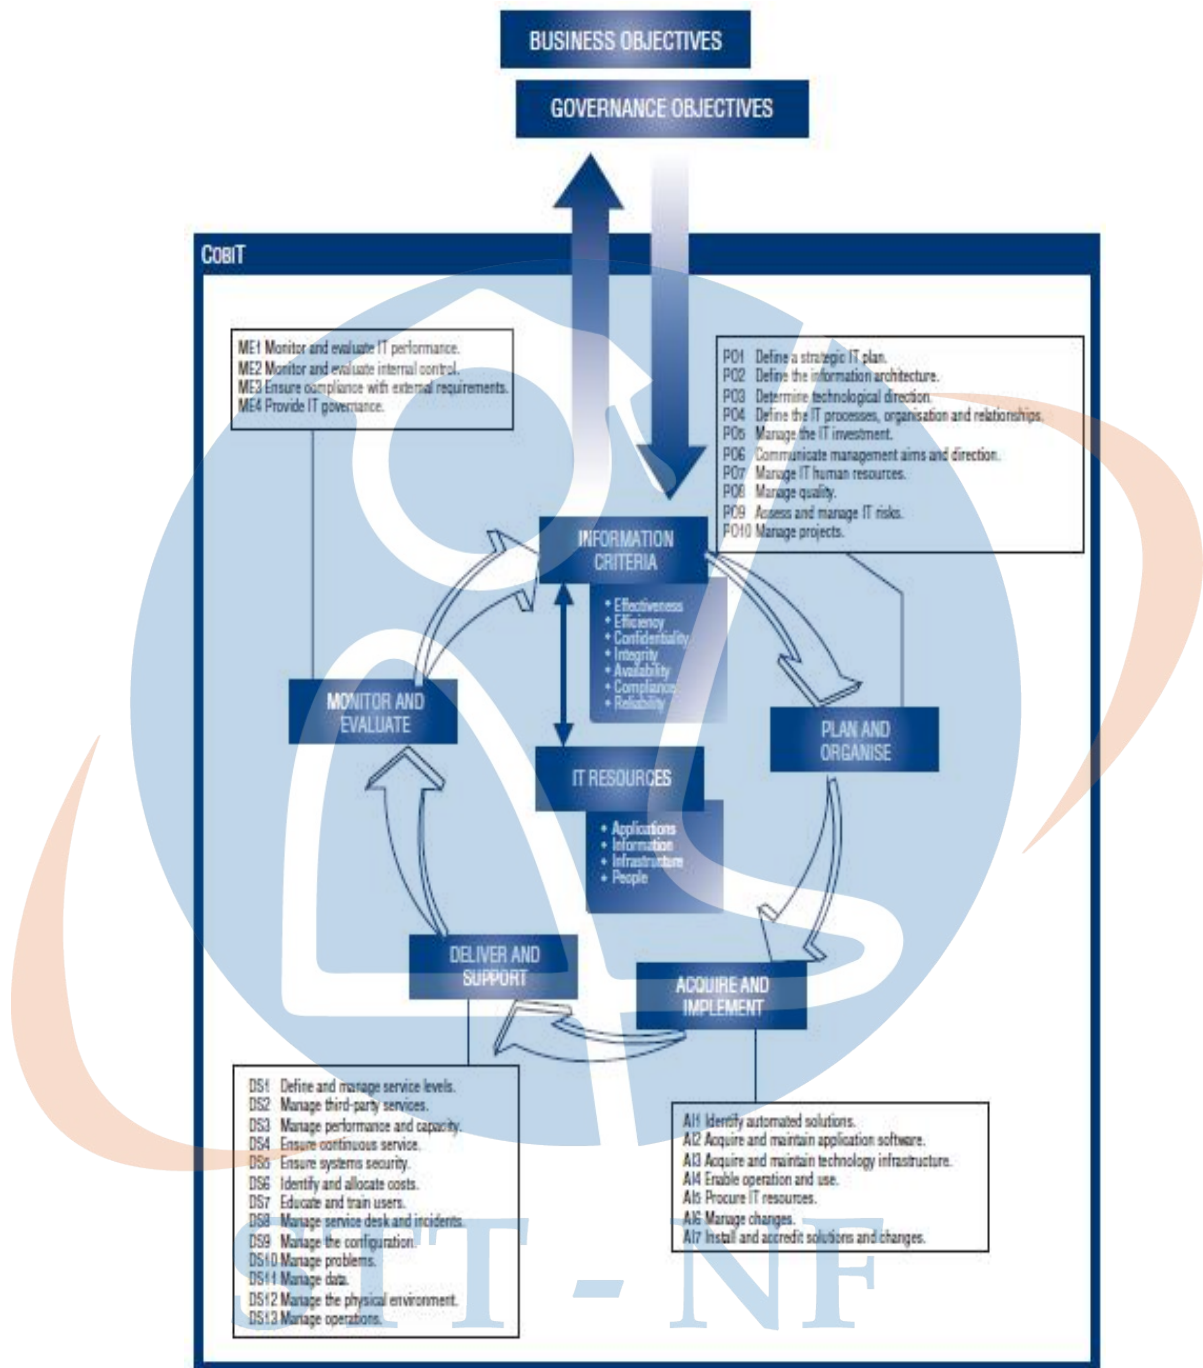 BUSINESS OBJECTIVES
GOVERNANCE OBJECTIVES
COBIT
ME1 Monitor and evaluate IT performance.
ME2 Monitor and evaluate internal control.
ME3 Ensure compliance with external requirements.
ME4 Provide IT governance.
PO1 Define a strategic IT plan.
PO2 Define the information architecture.
PO3 Determine technological direction.
PO4 Define the IT processes, organisation and relationships.
PO5 Manage the IT investment.
PO6 Communicate management aims and direction.
PO7 Manage IT human resources.
PO8 Manage quality.
PO9 Assess and manage IT risks.
PO10 Manage projects.
INFORMATION
CRITERIA
• Effectiveness
• Efficiency
• Confidentiality
• Integrity
• Availability
• Compliance
• Reliability
MONITOR AND
EVALUATE
PLAN AND
ORGANISE
IT RESOURCES
• Applications
• Information
• Infrastructure
• People
DELIVER AND
SUPPORT
ACQUIRE AND
IMPLEMENT
DS1 Define and manage service levels.
DS2 Manage third-party services.
DS3 Manage performance and capacity.
DS4 Ensure continuous service.
DS5 Ensure systems security.
DS6 Identify and allocate costs.
DS7 Educate and train users.
DS8 Manage service desk and incidents.
DS9 Manage the configuration.
DS10 Manage problems.
DS11 Manage data.
DS12 Manage the physical environment.
DS13 Manage operations.
AI1 Identify automated solutions.
AI2 Acquire and maintain application software.
AI3 Acquire and maintain technology infrastructure.
AI4 Enable operation and use.
AI5 Procure IT resources.
AI6 Manage changes.
AI7 Install and accredit solutions and changes.
STT - NF